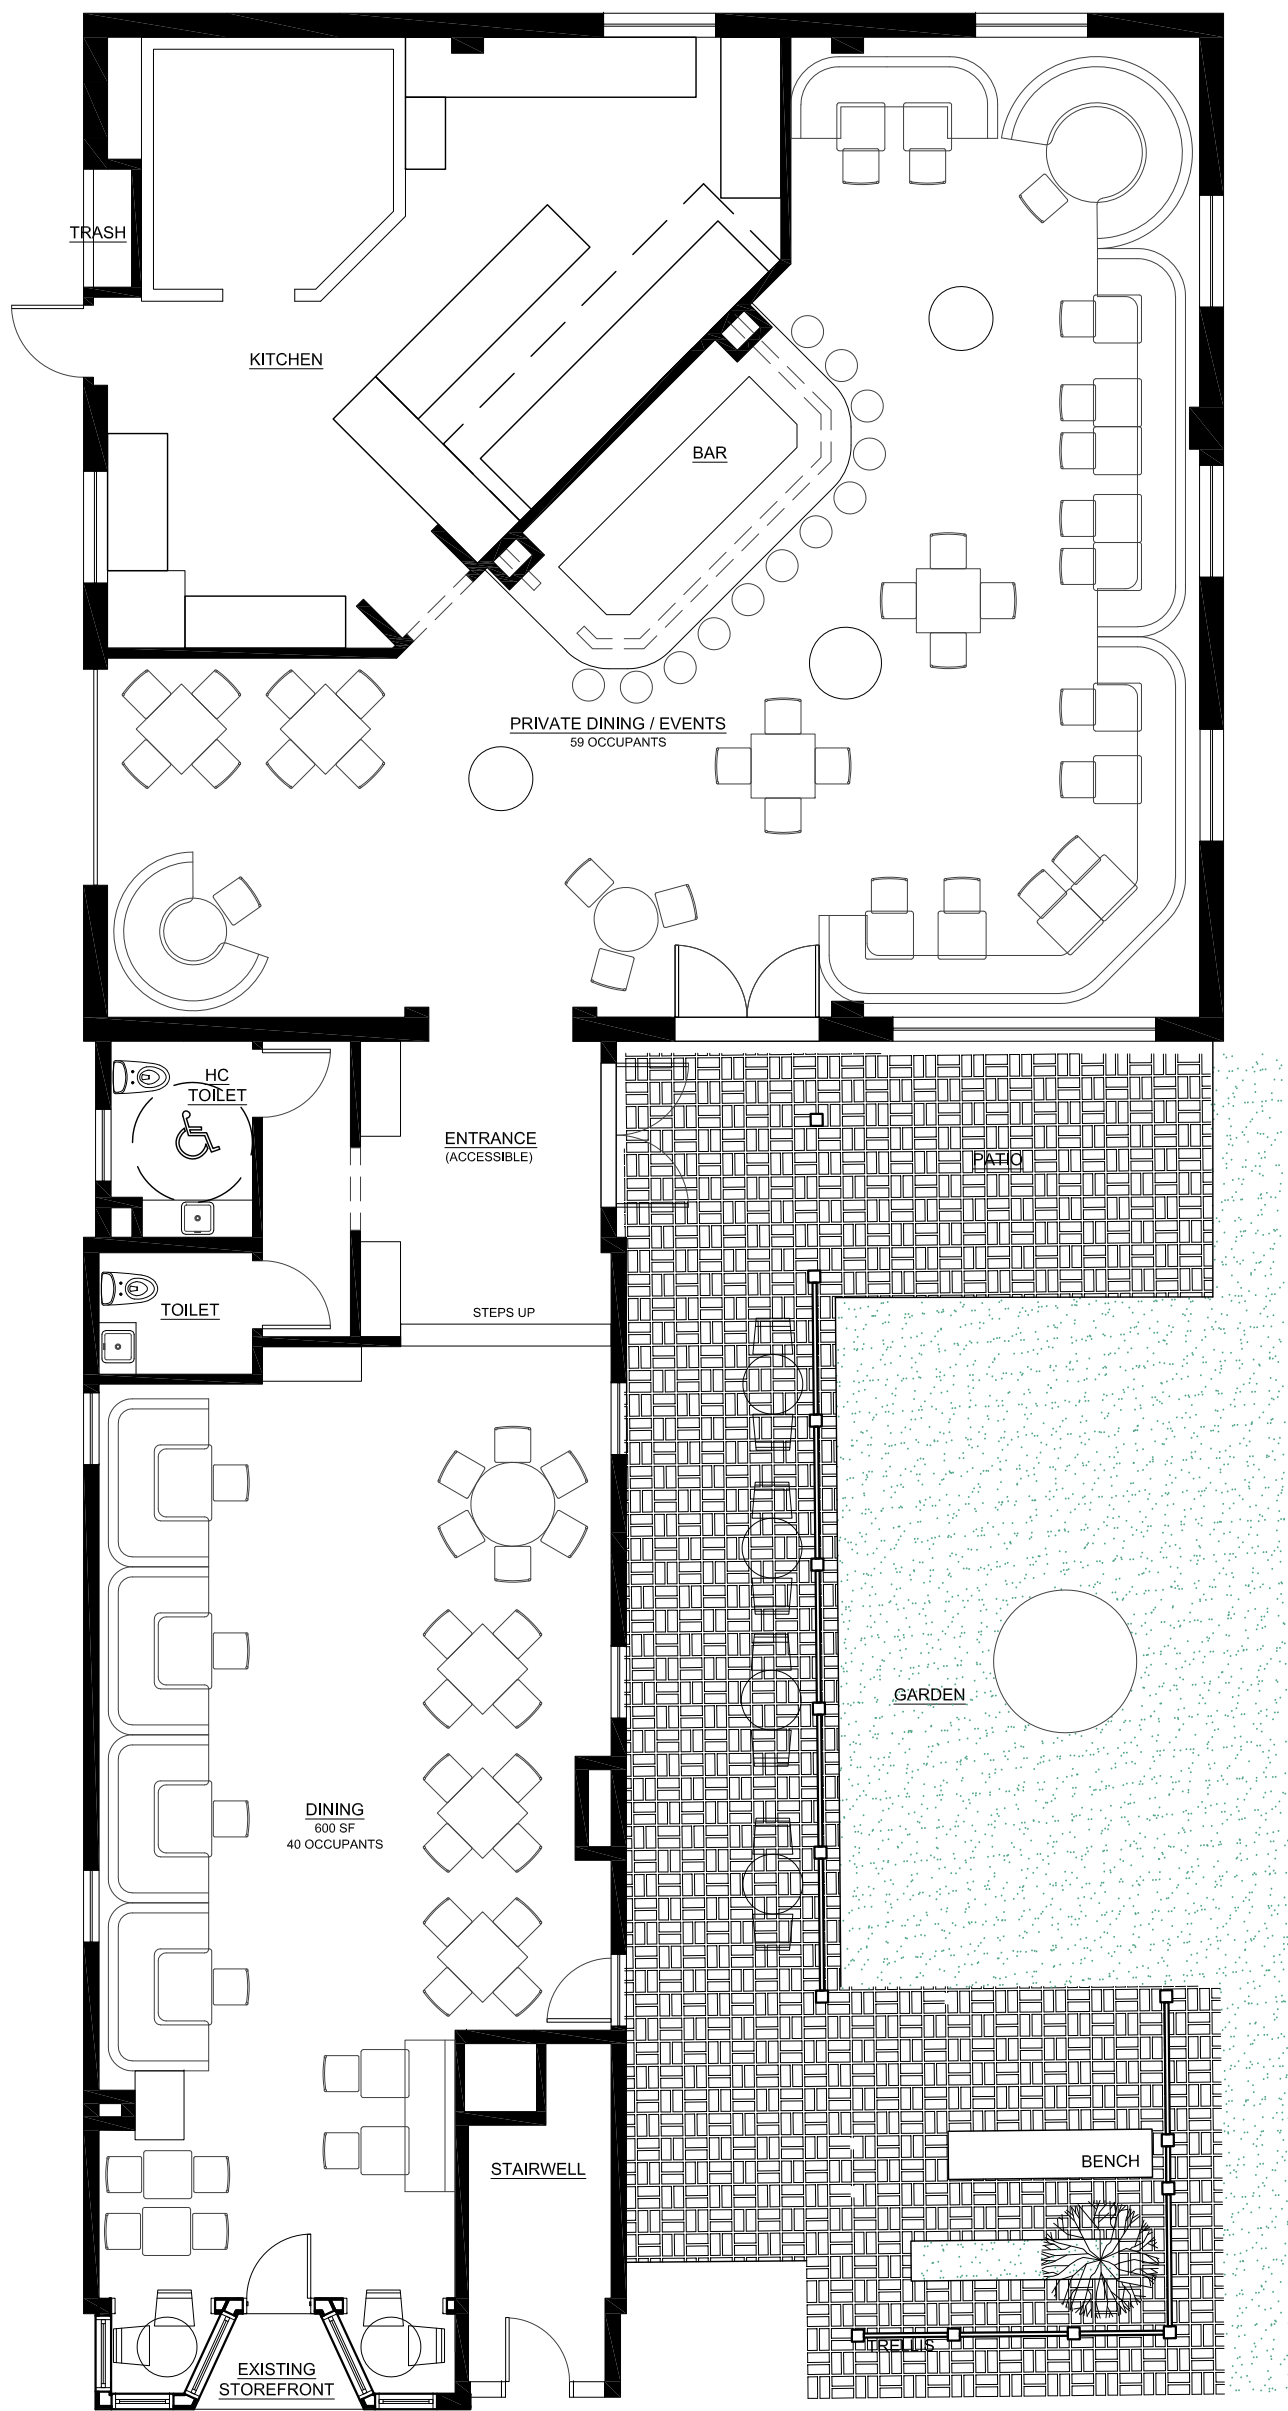 TRASH
KITCHEN
BAR
PRIVATE DINING / EVENTS
59 OCCUPANTS
HC
TOILET
ENTRANCE
(ACCESSIBLE)
PATIO
TOILET
STEPS UP
GARDEN
DINING
600 SF
40 OCCUPANTS
BENCH
STAIRWELL
TRELLIS
EXISTING
STOREFRONT